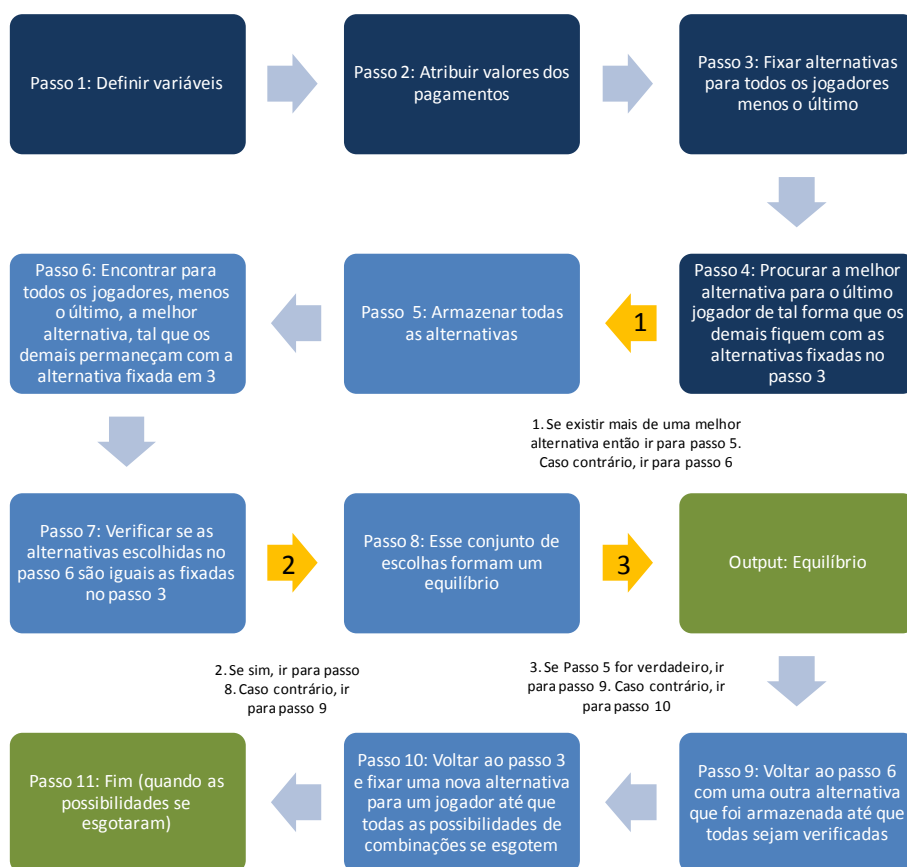 Passo 1: Definir variáveis
Passo 2: Atribuir valores dos
pagamentos
Passo 3: Fixar alternativas
para todos os jogadores
menos o último
Passo 4: Procurar a melhor
alternativa para o último
jogador de tal forma que os
demais fiquem com as
alternativas fixadas no
passo 3
1
Passo 5: Armazenar todas
as alternativas
Passo 6: Encontrar para
todos os jogadores, menos
o último, a melhor
alternativa, tal que os
demais permaneçam com a
alternativa fixada em 3
1. Se existir mais de uma melhor
alternativa então ir para passo 5.
Caso contrário, ir para passo 6
Passo 7: Verificar se as
alternativas escolhidas no
passo 6 são iguais as fixadas
no passo 3
2
Passo 8: Esse conjunto de
escolhas formam um
equilíbrio
3
Output: Equilíbrio
2. Se sim, ir para passo
8. Caso contrário, ir
para passo 9
3. Se Passo 5 for verdadeiro, ir
para passo 9. Caso contrário, ir
para passo 10
Passo 9: Voltar ao passo 6
com uma outra alternativa
que foi armazenada até que
todas sejam verificadas
Passo 10: Voltar ao passo 3
e fixar uma nova alternativa
para um jogador até que
todas as possibilidades de
combinações se esgotem
Passo 11: Fim (quando as
possibilidades se
esgotaram)